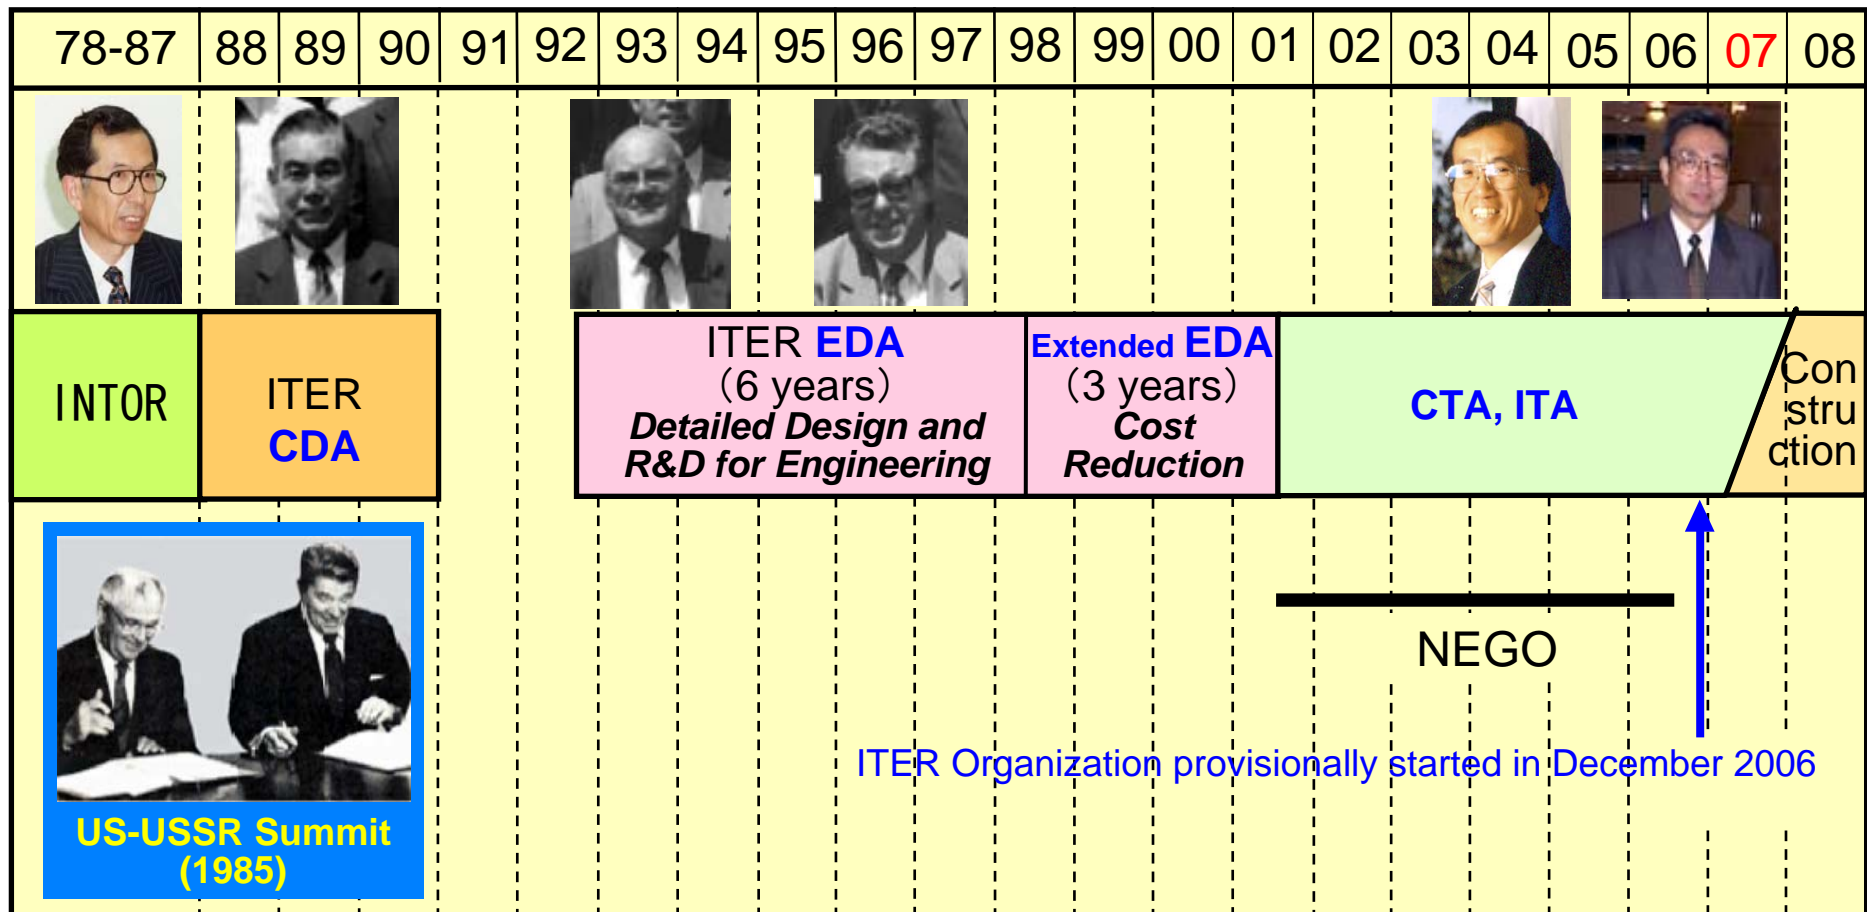 78-87 88 89 90 91 92 93 94 95 96 97 98 99 00 01 02 03 04 05 06 07 08
INTOR
ITER
CDA
ITER EDA
(6 years)
Detailed Design and
R&D for Engineering
Extended EDA
(3 years)
Cost
Reduction
CTA, ITA
Con
stru
ction
NEGO
ITER Organization provisionally started in December 2006
US-USSR Summit
(1985)